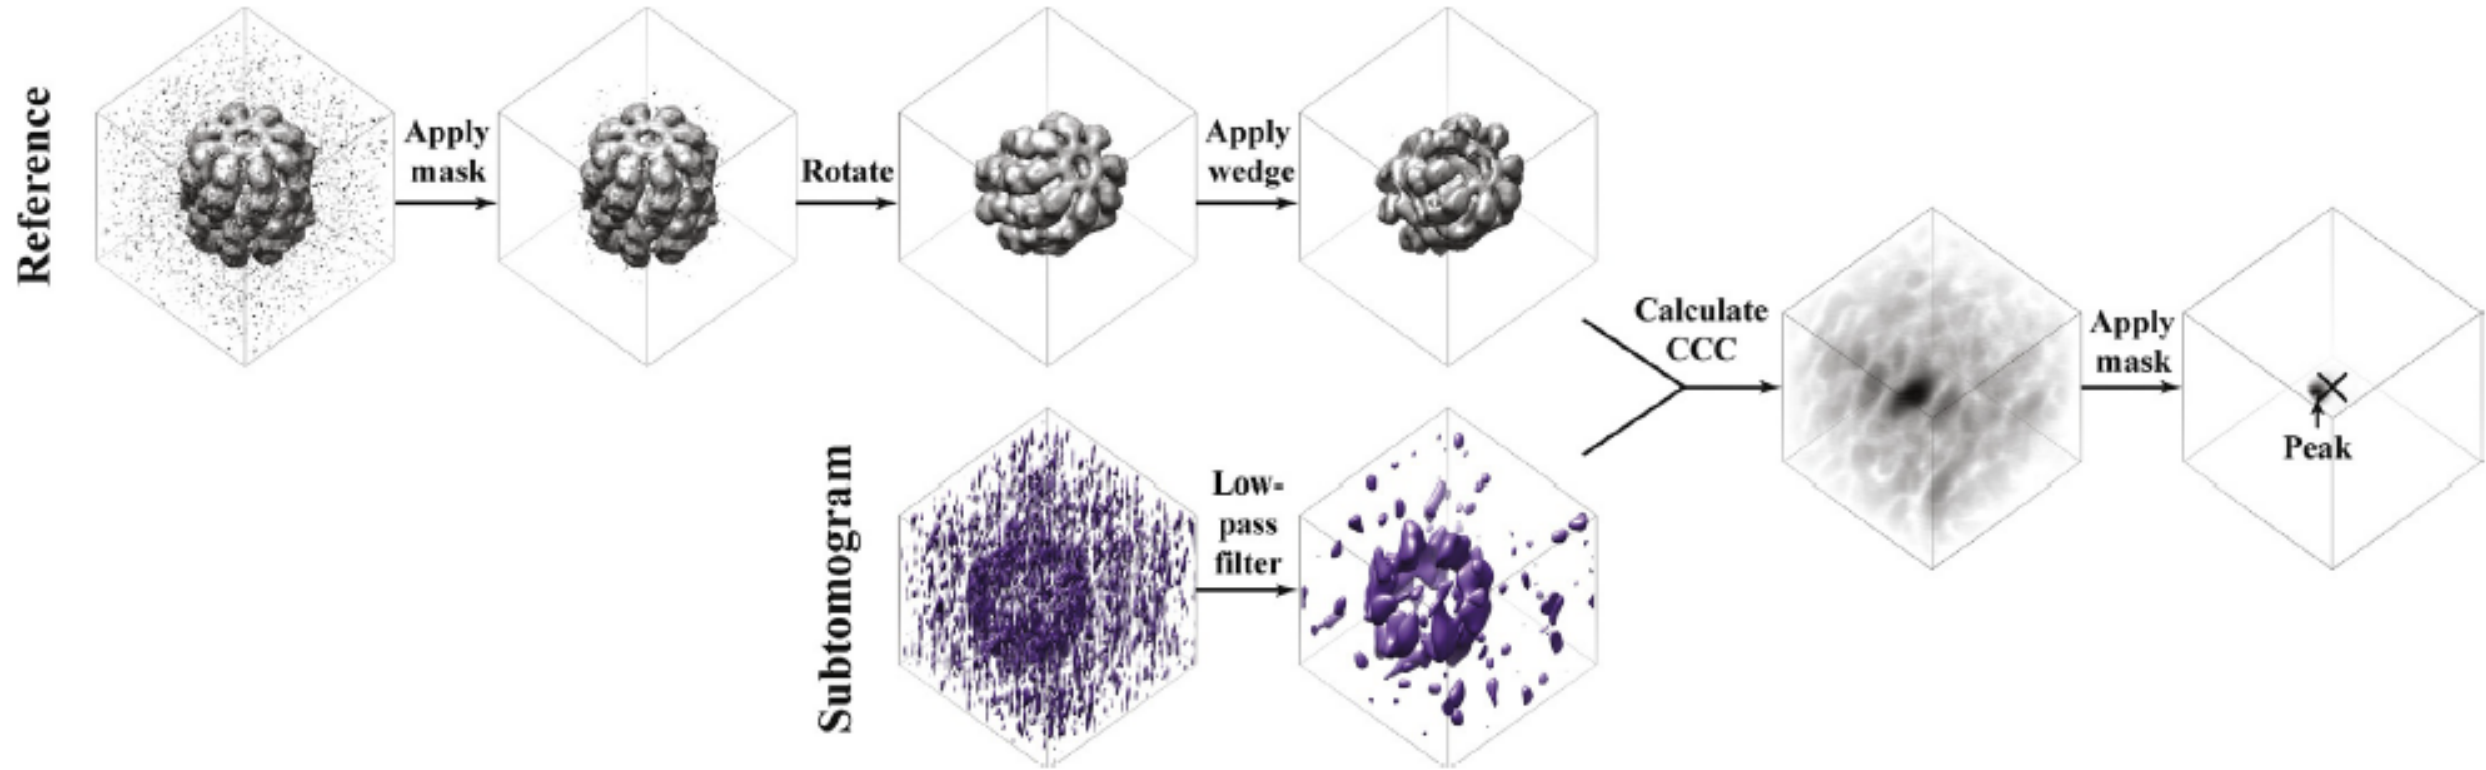 Reference
Apply
mask
Rotate
Apply
wedge
Calculate
CCC
Apply
mask
Peak
Subtomogram
Low-
pass
filter